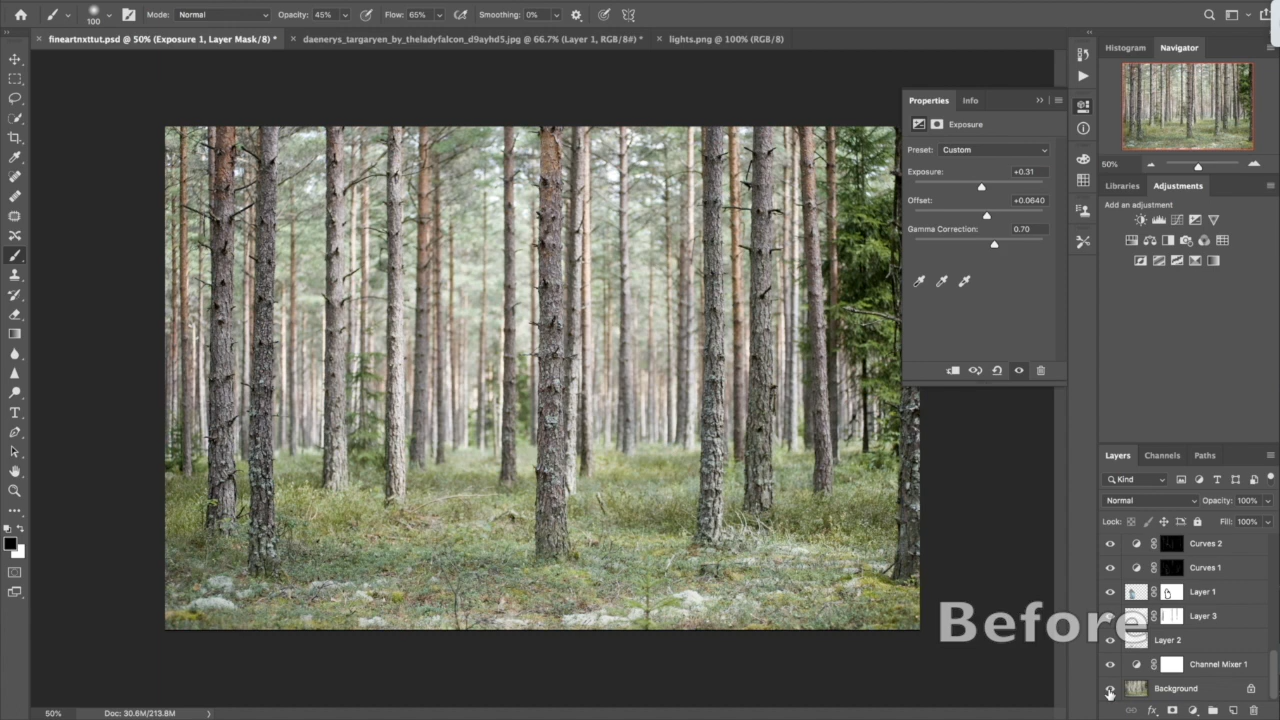 100 Mode: Normal Opacity: 45% Flow: 65% Smoothing: 0%
fineartnxttut.psd @ 50% (Exposure 1, Layer Mask/8) * daenerys_targaryen_by_theladyfalcon_d9ayhd5.jpg @ 66.7% (Layer 1, RGB/8#) * lights.png @ 100% (RGB/8)
Histogram Navigator
Properties Info
Exposure
Preset: Custom
Exposure: +0.31
Offset: +0.0640
Gamma Correction: 0.70
50%
Libraries Adjustments
Add an adjustment
Layers Channels Paths
Kind
Normal Opacity: 100%
Lock: Fill: 100%
Curves 2
Curves 1
Layer 1
Layer 3
Layer 2
Channel Mixer 1
Background
Before
50% Doc: 30.6M/213.8M